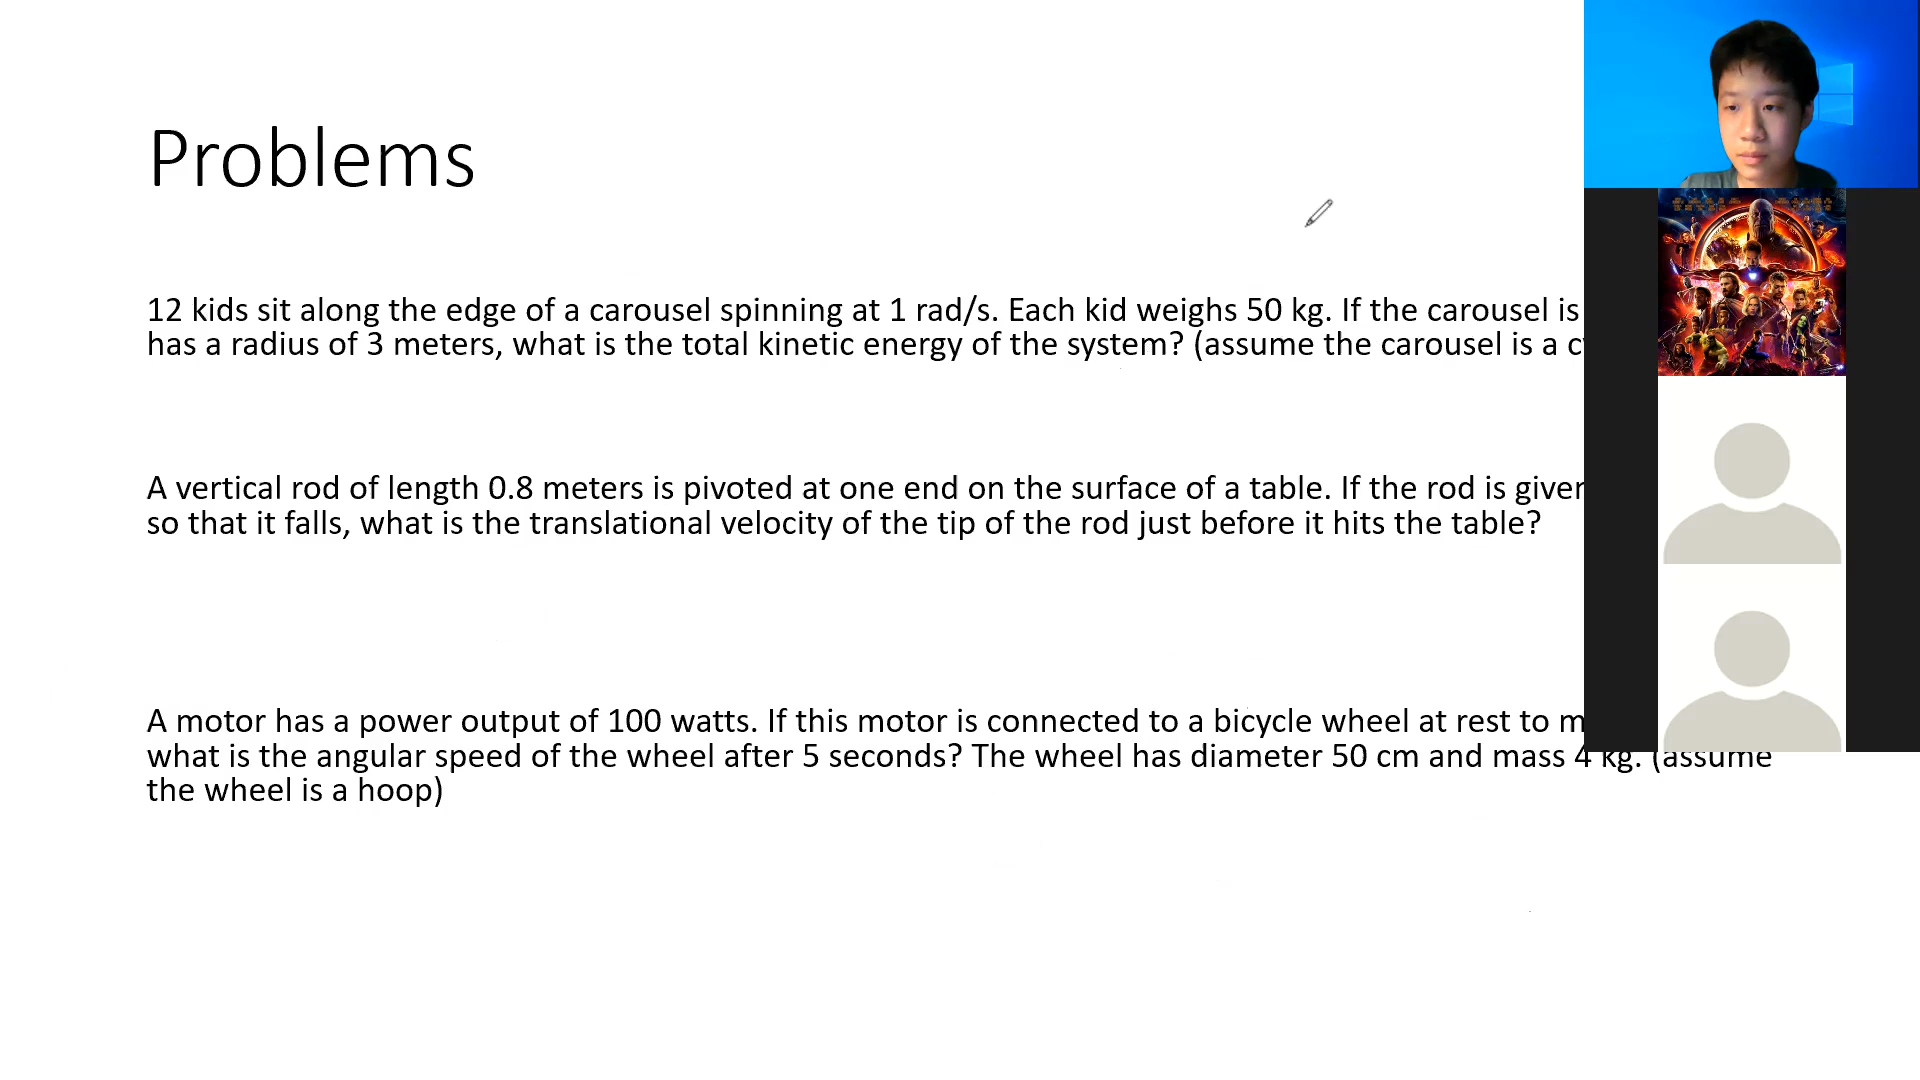 Problems
12 kids sit along the edge of a carousel spinning at 1 rad/s. Each kid weighs 50 kg. If the carousel is
has a radius of 3 meters, what is the total kinetic energy of the system? (assume the carousel is a
A vertical rod of length 0.8 meters is pivoted at one end on the surface of a table. If the rod is
so that it falls, what is the translational velocity of the tip of the rod just before it hits the table?
A motor has a power output of 100 watts. If this motor is connected to a bicycle wheel at rest to
what is the angular speed of the wheel after 5 seconds? The wheel has diameter 50 cm and mass 4 kg. (assume
the wheel is a hoop)